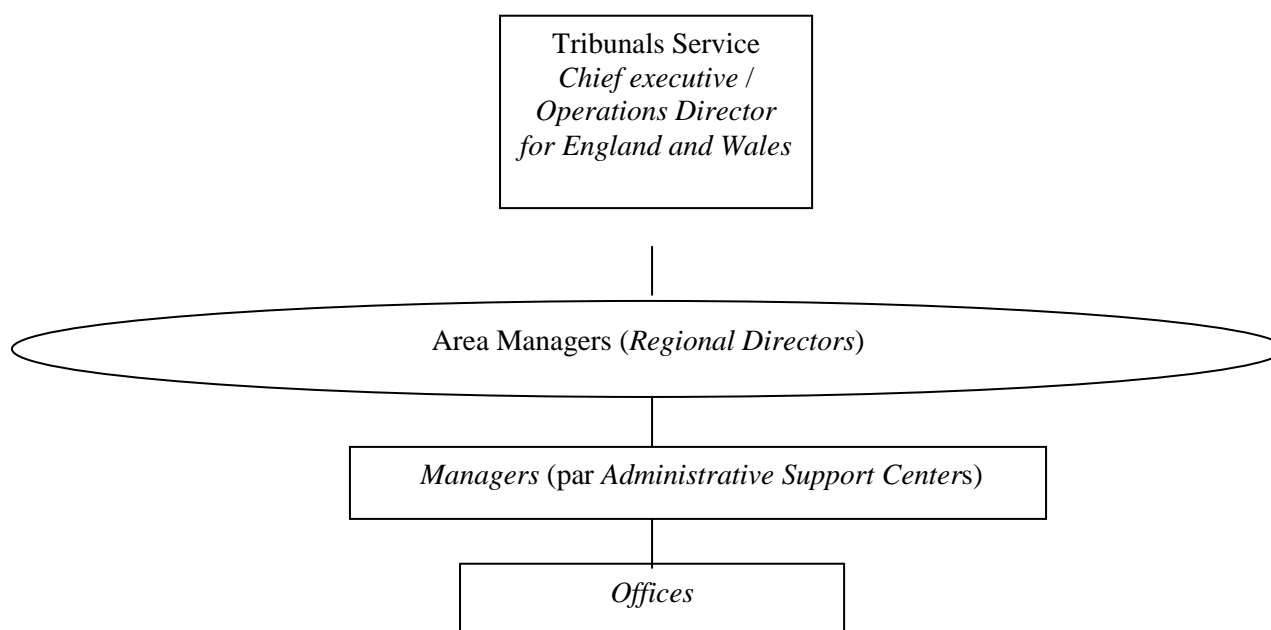 Tribunals Service
Chief executive /
Operations Director
for England and Wales
Area Managers (Regional Directors)
Managers (par Administrative Support Centers)
Offices